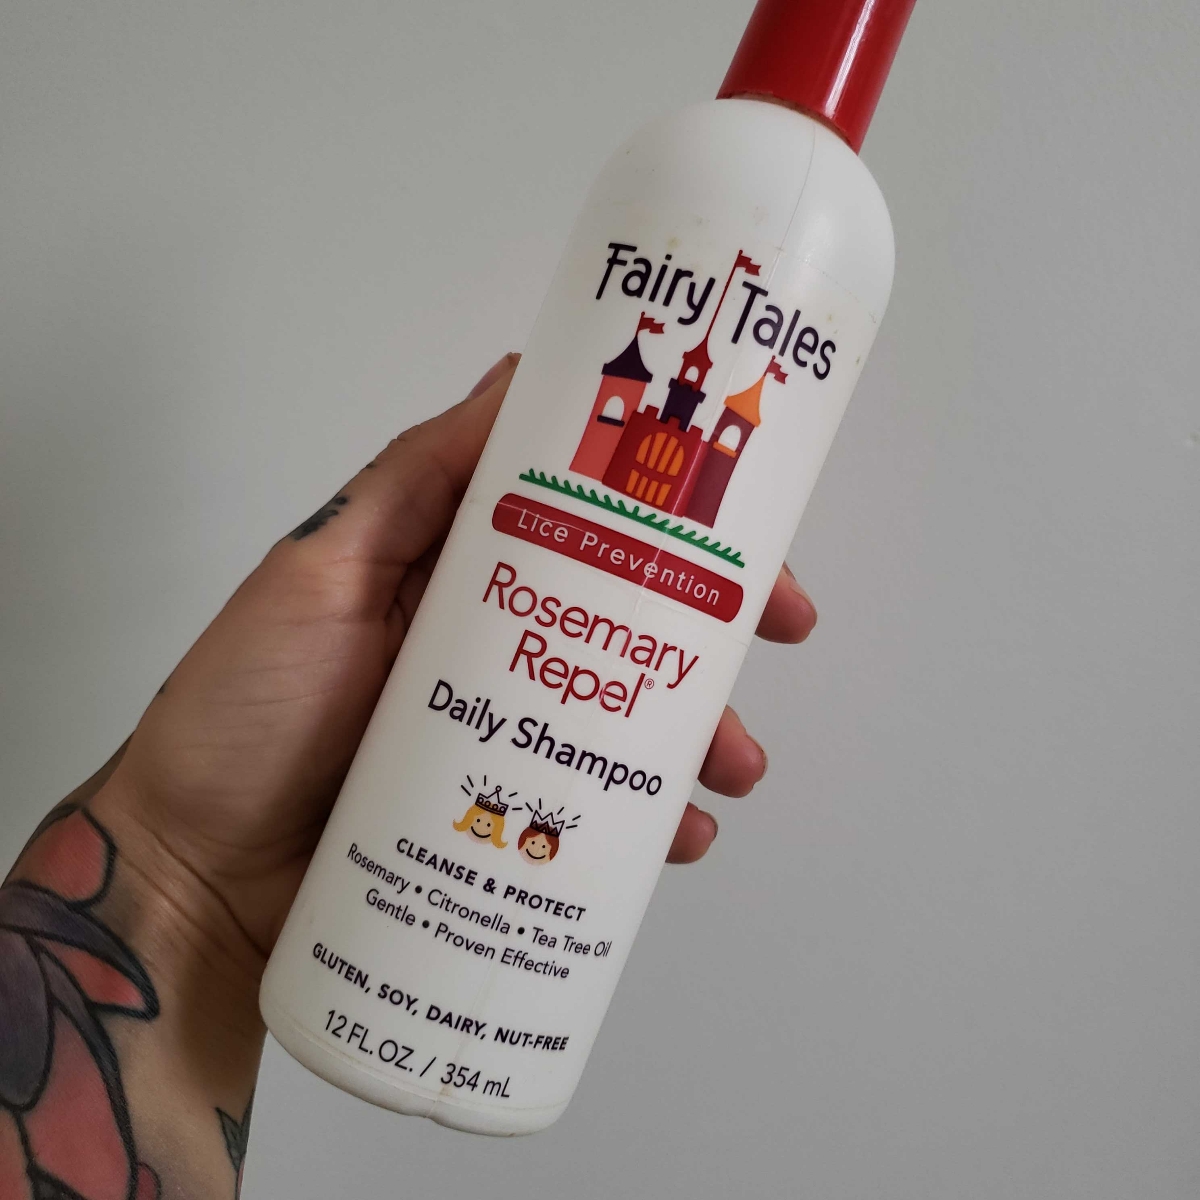 Fairy Tales
Lice Prevention
Rosemary
Repel®
Daily Shampoo
CLEANSE & PROTECT
Rosemary • Citronella • Tea Tree Oil
Gentle • Proven Effective
GLUTEN, SOY, DAIRY, NUT-FREE
12 FL. OZ. / 354 mL